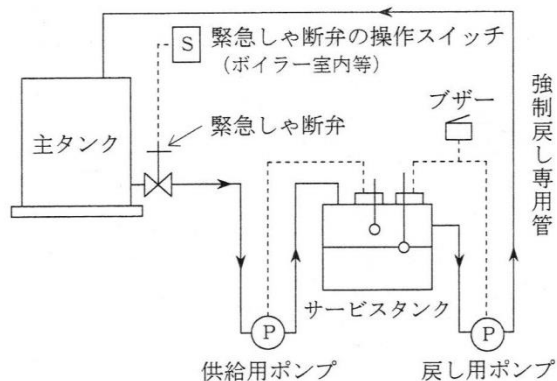 S
緊急しゃ断弁の操作スイッチ
（ボイラー室内等）
ブザー
強制戻し専用管
主タンク
緊急しゃ断弁
サービスタンク
P
P
供給用ポンプ
戻し用ポンプ